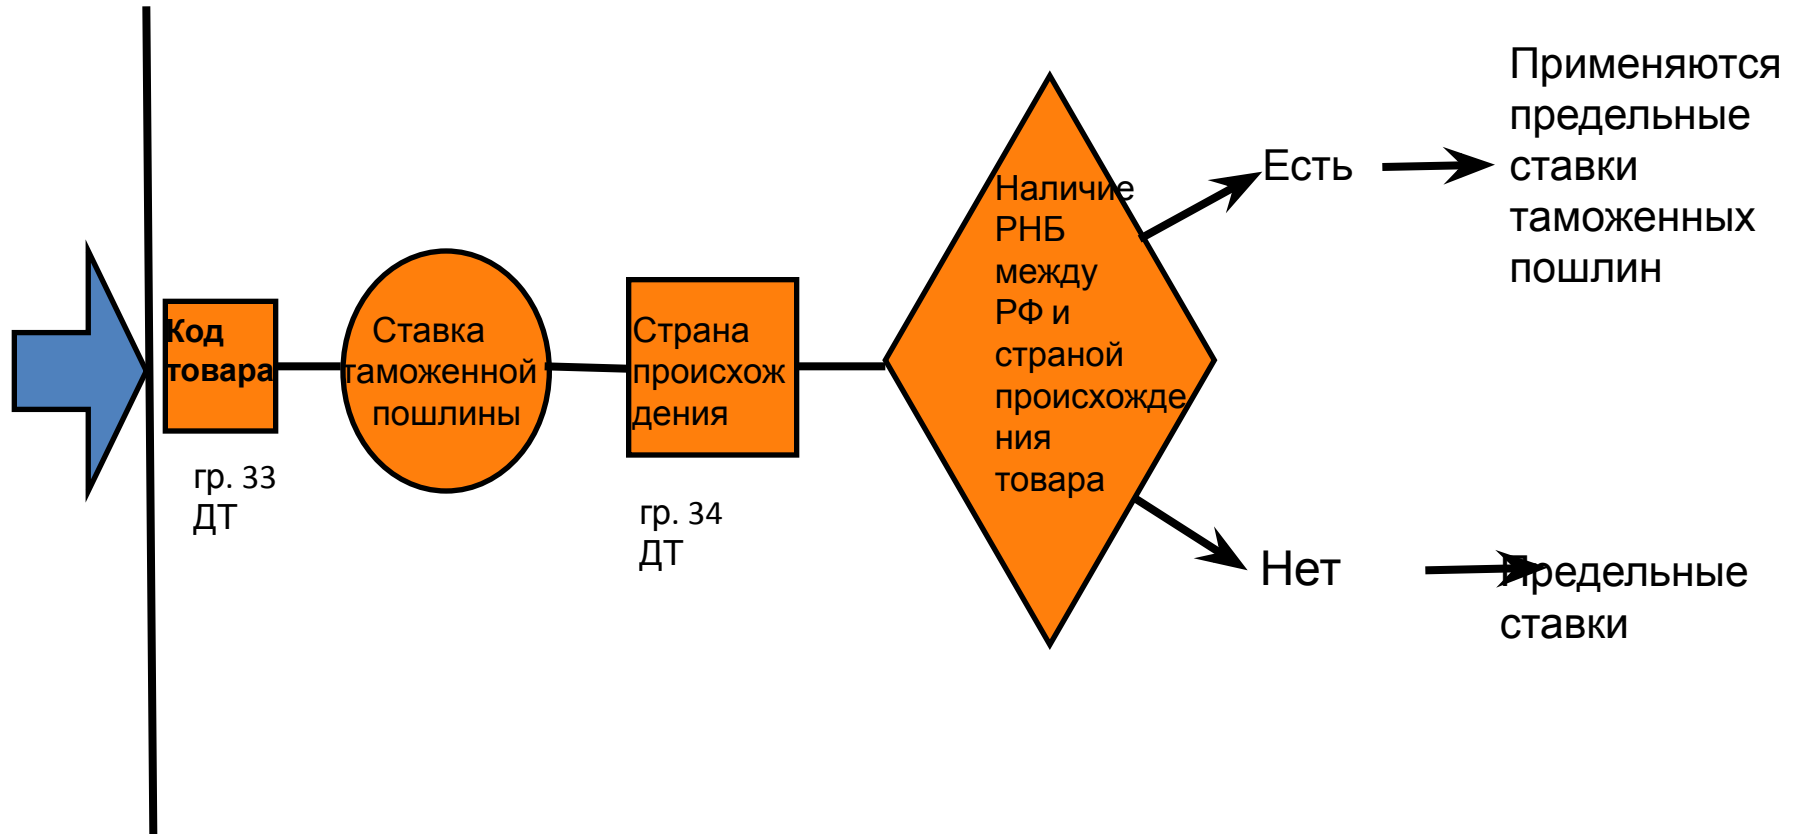 Код
товара
гр. 33
ДТ
Ставка
таможенной
пошлины
Страна
происхож
дения
гр. 34
ДТ
Наличие
РНБ
между
РФ и
страной
происхожде
ния
товара
Есть
Применяются
предельные
ставки
таможенных
пошлин
Нет
Предельные
ставки